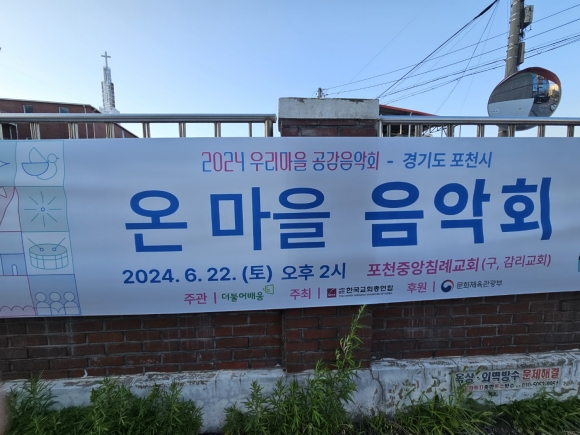 2024 우리마을 공감음악회 - 경기도 포천시
온 마을 음악회
2024. 6. 22. (토) 오후 2시 포천중앙침례교회 (구, 감리교회)
주관 | 더불어배움 주최 | 한국교회총연합 후원 | 문화체육관광부
옥상·외벽방수 문제해결